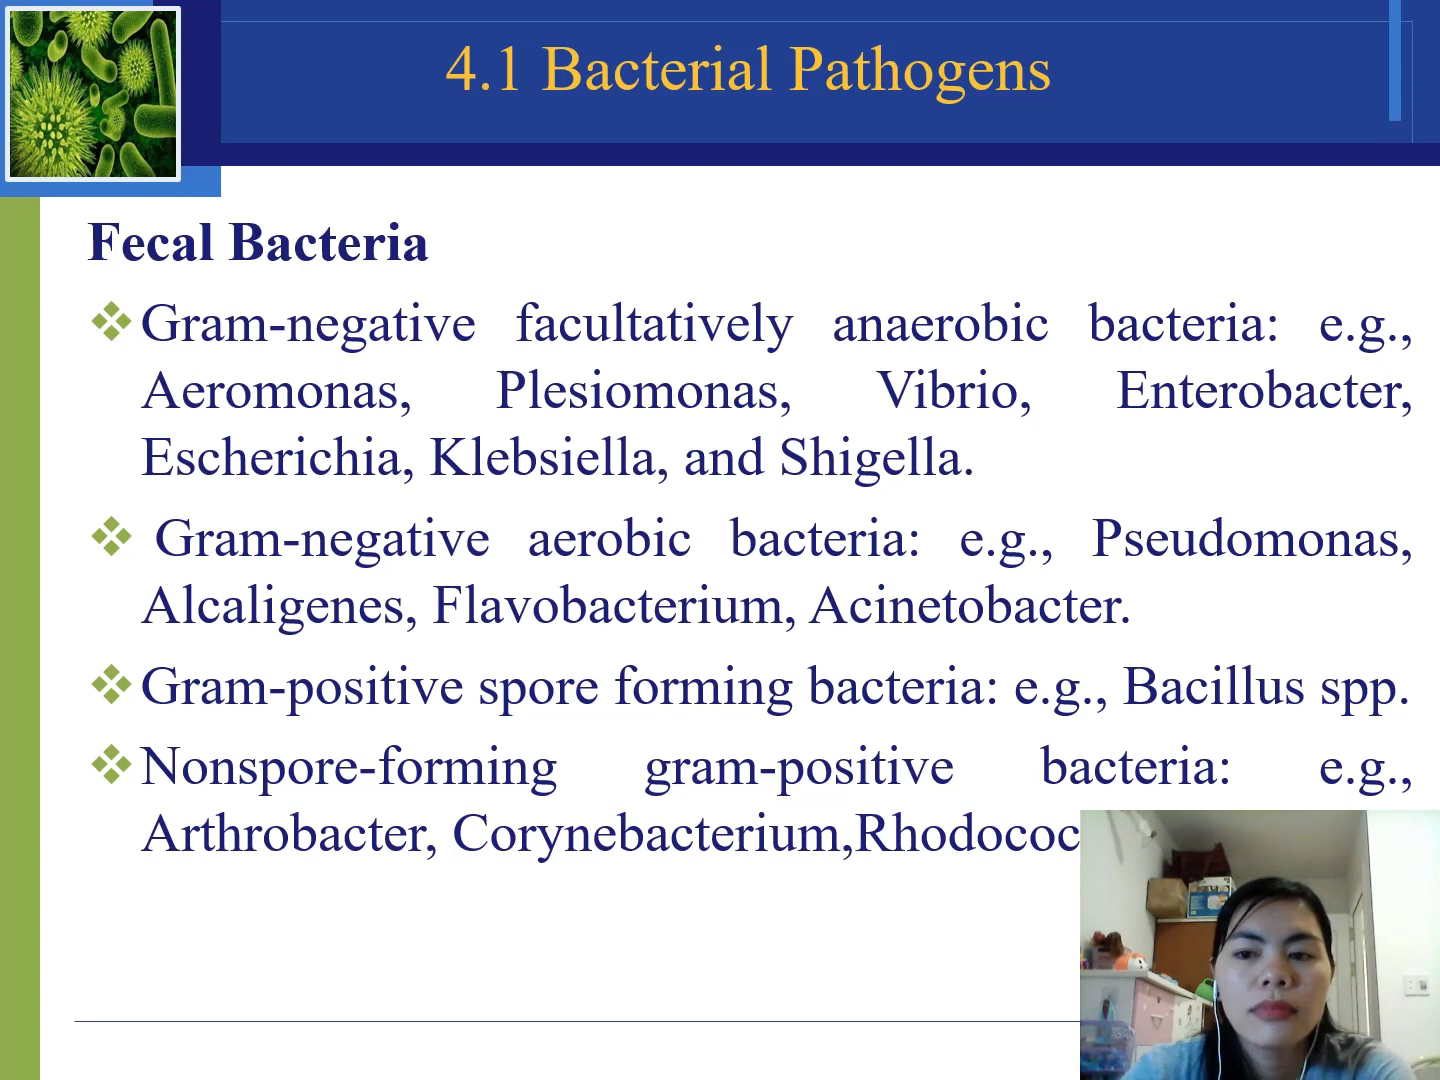 4.1 Bacterial Pathogens
Fecal Bacteria
Gram-negative facultatively anaerobic bacteria: e.g.,
Aeromonas, Plesiomonas, Vibrio, Enterobacter,
Escherichia, Klebsiella, and Shigella.
Gram-negative aerobic bacteria: e.g., Pseudomonas,
Alcaligenes, Flavobacterium, Acinetobacter.
Gram-positive spore forming bacteria: e.g., Bacillus spp.
Nonspore-forming gram-positive bacteria: e.g.,
Arthrobacter, Corynebacterium,